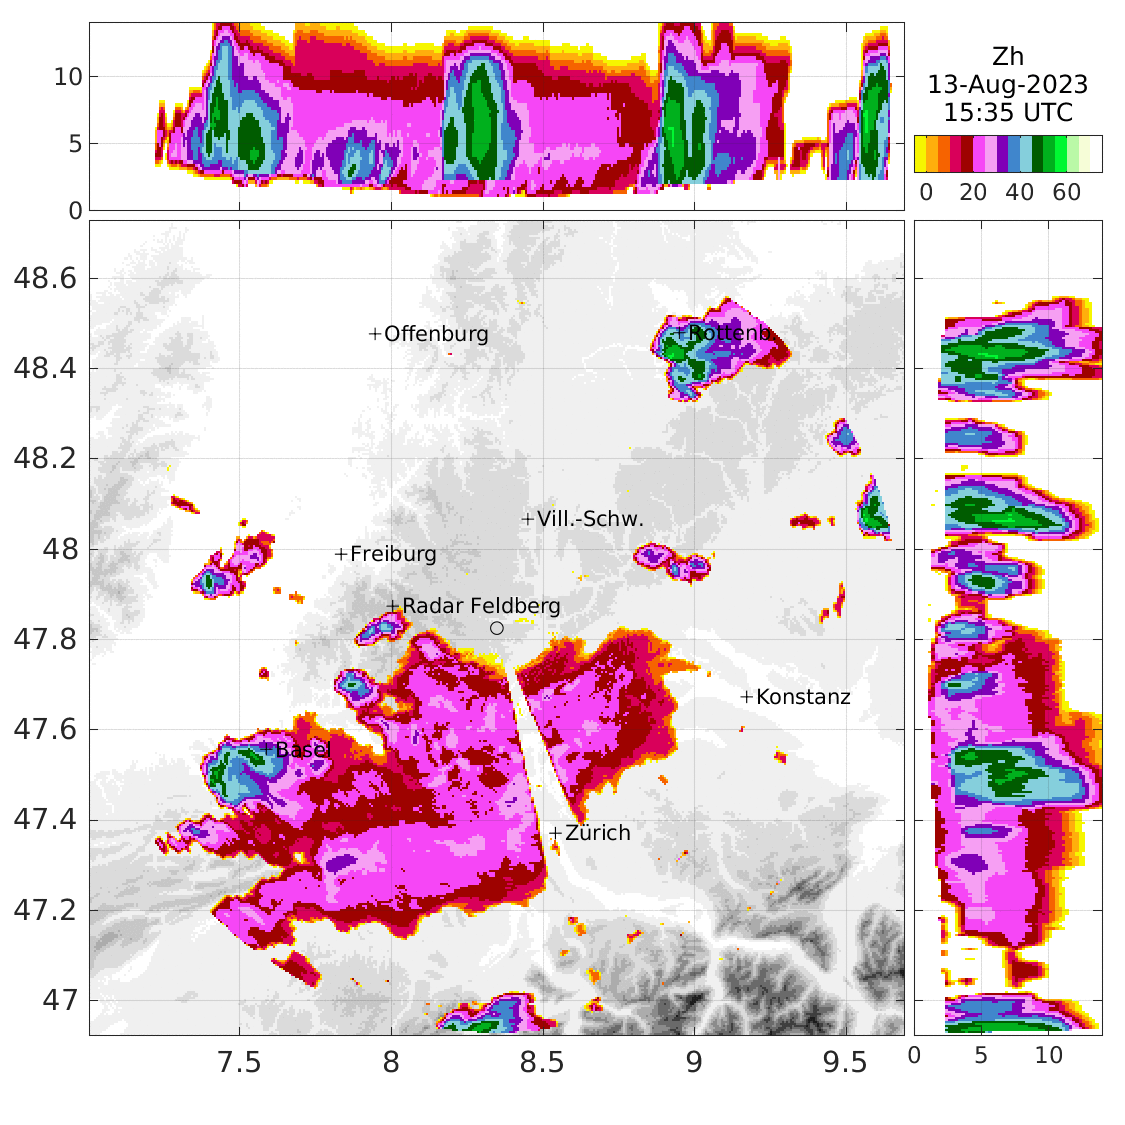 Zh
13-Aug-2023
15:35 UTC
0 20 40 60
10
5
0
48.6
48.4
48.2
48
47.8
47.6
47.4
47.2
47
Offenburg
Rottenb.
Vill.-Schw.
Freiburg
Radar Feldberg
Konstanz
Basel
Zürich
7.5 8 8.5 9 9.5
0 5 10